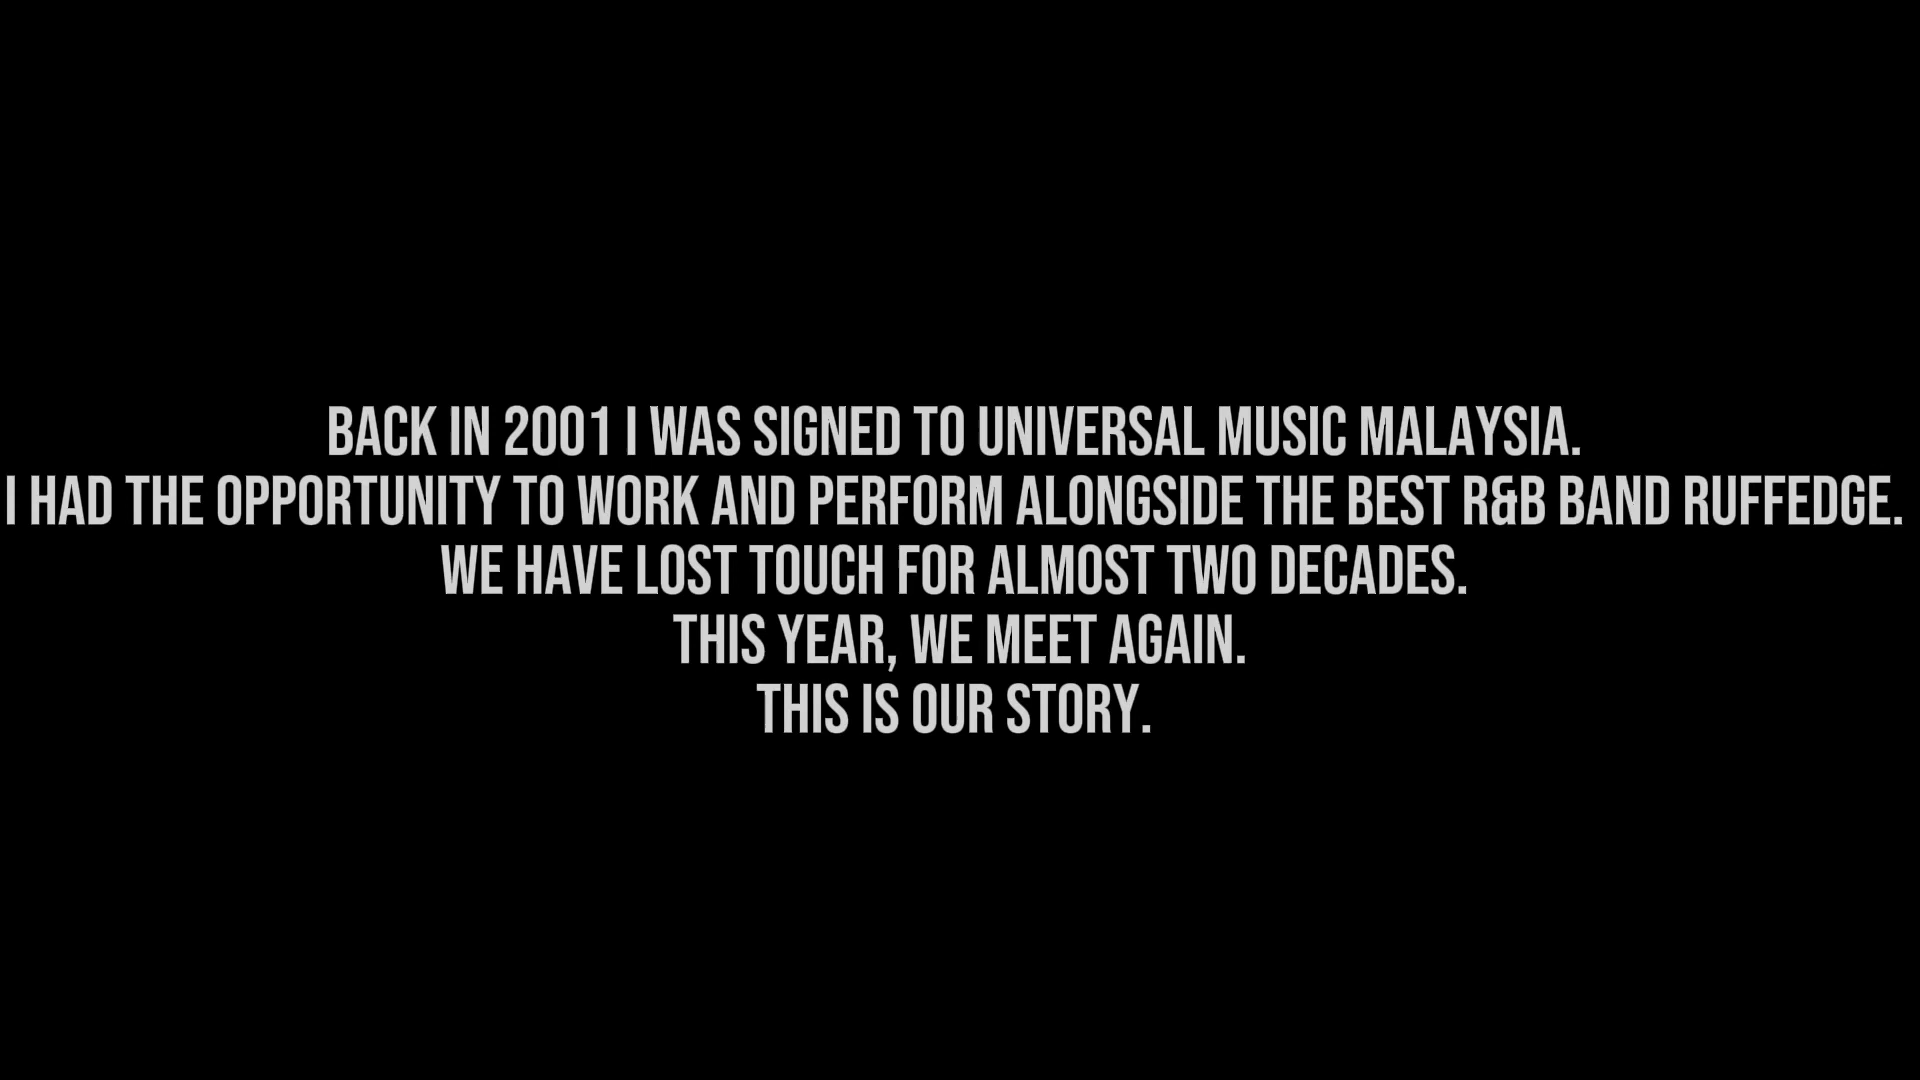 BACK IN 2001 I WAS SIGNED TO UNIVERSAL MUSIC MALAYSIA.
I HAD THE OPPORTUNITY TO WORK AND PERFORM ALONGSIDE THE BEST R&B BAND RUFFEDGE.
WE HAVE LOST TOUCH FOR ALMOST TWO DECADES.
THIS YEAR, WE MEET AGAIN.
THIS IS OUR STORY.